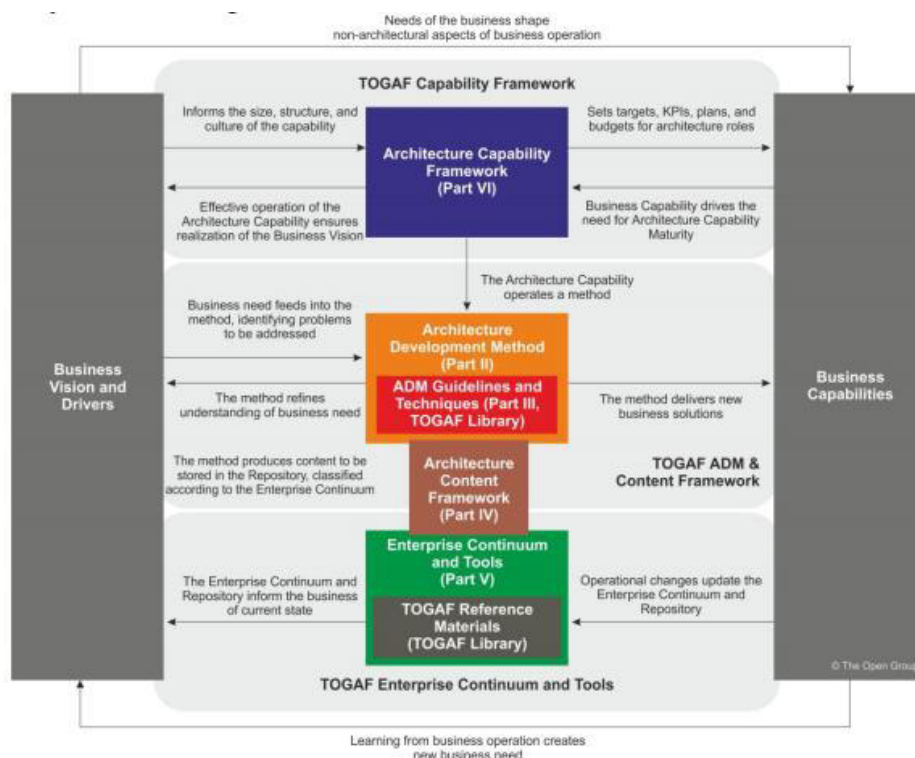 Needs of the business shape
non-architectural aspects of business operation
TOGAF Capability Framework
Informs the size, structure, and
culture of the capability
Sets targets, KPIs, plans, and
budgets for architecture roles
Architecture Capability
Framework
(Part VI)
Effective operation of the
Architecture Capability ensures
realization of the Business Vision
Business Capability drives the
need for Architecture Capability
Maturity
The Architecture Capability
operates a method
Business need feeds into the
method, identifying problems
to be addressed
Architecture
Development Method
(Part II)
Business
Vision and
Drivers
Business
Capabilities
ADM Guidelines and
Techniques (Part III,
TOGAF Library)
The method refines
understanding of business need
The method delivers new
business solutions
The method produces content to be
stored in the Repository, classified
according to the Enterprise Continuum
Architecture
Content
Framework
(Part IV)
TOGAF ADM &
Content Framework
Enterprise Continuum
and Tools
(Part V)
The Enterprise Continuum and
Repository inform the business
of current state
Operational changes update the
Enterprise Continuum and
Repository
TOGAF Reference
Materials
(TOGAF Library)
© The Open Group
TOGAF Enterprise Continuum and Tools
Learning from business operation creates
new business need